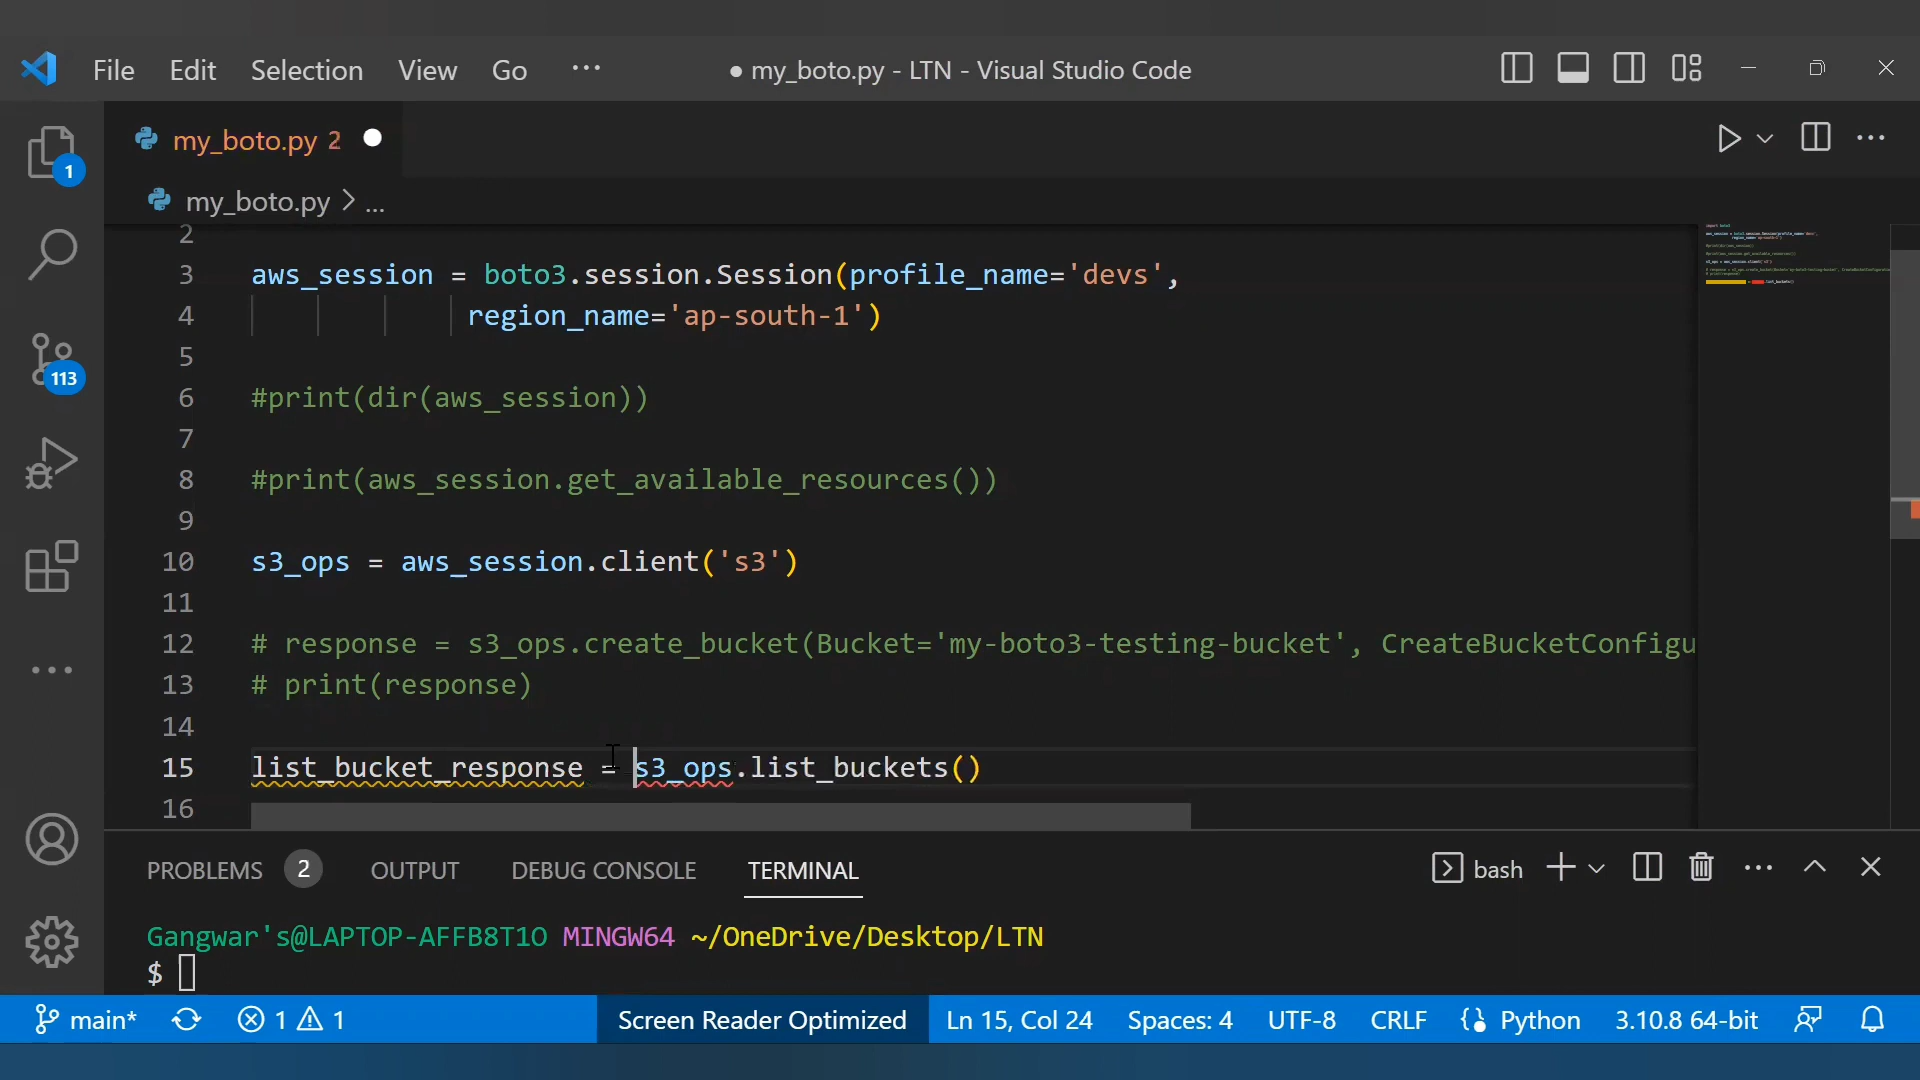 File Edit Selection View Go ··· ● my_boto.py - LTN - Visual Studio Code
my_boto.py 2
1
my_boto.py > ...
2
3 aws_session = boto3.session.Session(profile_name='devs',
4 region_name='ap-south-1')
5
113
6 #print(dir(aws_session))
7
8 #print(aws_session.get_available_resources())
9
10 s3_ops = aws_session.client('s3')
11
12 # response = s3_ops.create_bucket(Bucket='my-boto3-testing-bucket', CreateBucketConfigu
13 # print(response)
14
15 list_bucket_response = s3_ops.list_buckets()
16
PROBLEMS 2 OUTPUT DEBUG CONSOLE TERMINAL bash
Gangwar's@LAPTOP-AFFB8T1O MINGW64 ~/OneDrive/Desktop/LTN
$
main* 1 1 Screen Reader Optimized Ln 15, Col 24 Spaces: 4 UTF-8 CRLF Python 3.10.8 64-bit